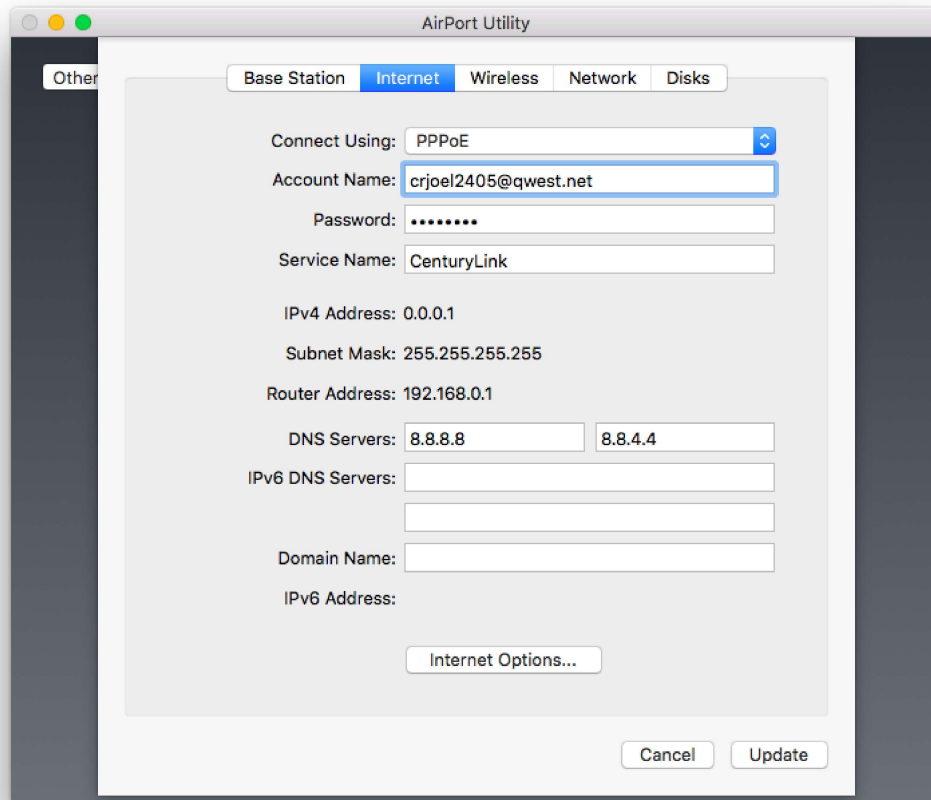 AirPort Utility
Other
Base Station Internet Wireless Network Disks
Connect Using: PPPoE
Account Name: crjoel2405@qwest.net
Password: ••••••••
Service Name: CenturyLink
IPv4 Address: 0.0.0.1
Subnet Mask: 255.255.255.255
Router Address: 192.168.0.1
DNS Servers: 8.8.8.8 8.8.4.4
IPv6 DNS Servers:
Domain Name:
IPv6 Address:
Internet Options...
Cancel Update